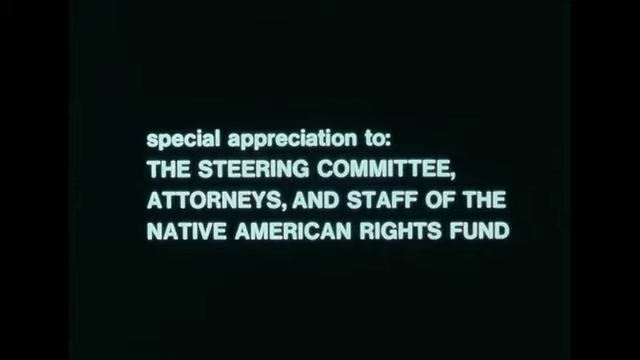 special appreciation to:
THE STEERING COMMITTEE,
ATTORNEYS, AND STAFF OF THE
NATIVE AMERICAN RIGHTS FUND